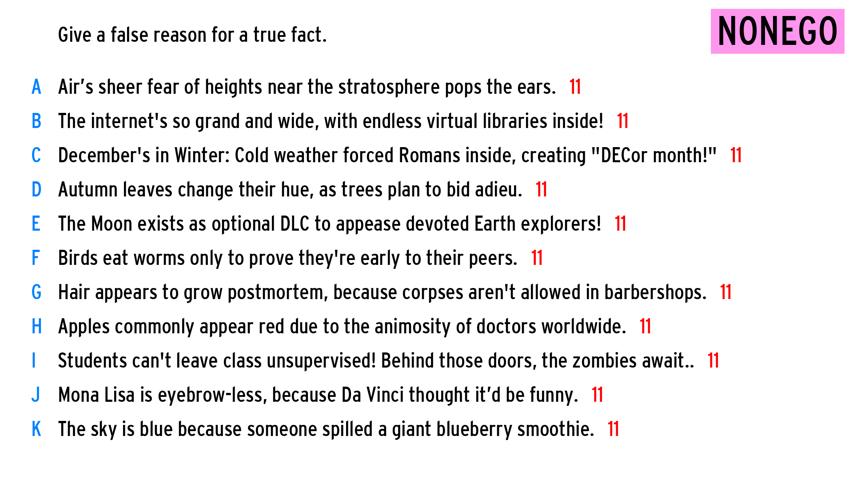 Give a false reason for a true fact.
NONEGO
A Air’s sheer fear of heights near the stratosphere pops the ears. 11
B The internet's so grand and wide, with endless virtual libraries inside! 11
C December's in Winter: Cold weather forced Romans inside, creating "DECor month!" 11
D Autumn leaves change their hue, as trees plan to bid adieu. 11
E The Moon exists as optional DLC to appease devoted Earth explorers! 11
F Birds eat worms only to prove they're early to their peers. 11
G Hair appears to grow postmortem, because corpses aren't allowed in barbershops. 11
H Apples commonly appear red due to the animosity of doctors worldwide. 11
I Students can't leave class unsupervised! Behind those doors, the zombies await.. 11
J Mona Lisa is eyebrow-less, because Da Vinci thought it’d be funny. 11
K The sky is blue because someone spilled a giant blueberry smoothie. 11